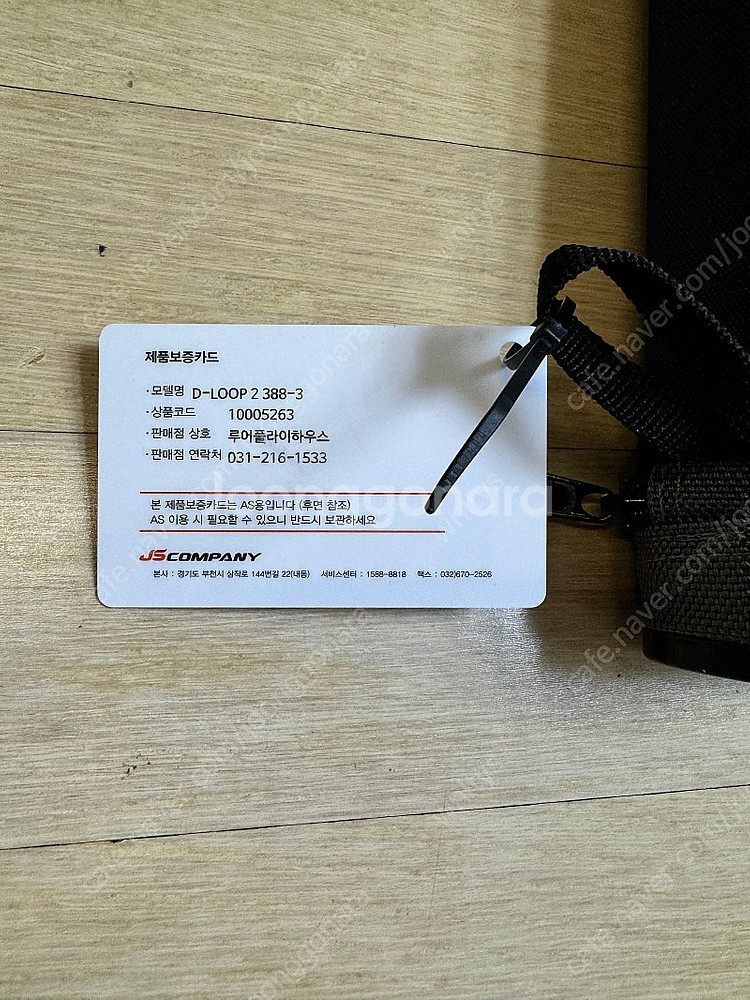 제품보증카드
·모델명 D-LOOP 2 388-3
·상품코드 10005263
·판매점 상호 루어플라이하우스
·판매점 연락처 031-216-1533
본 제품보증카드는 AS용입니다 (후면 참조)
AS 이용 시 필요할 수 있으니 반드시 보관하세요
JSCOMPANY
본사 : 경기도 부천시 삼작로 144번길 22(내동) 서비스센터 : 1588-8818 팩스 : 032)670-2526
joonggonara
cafe.naver.com/joonggonara